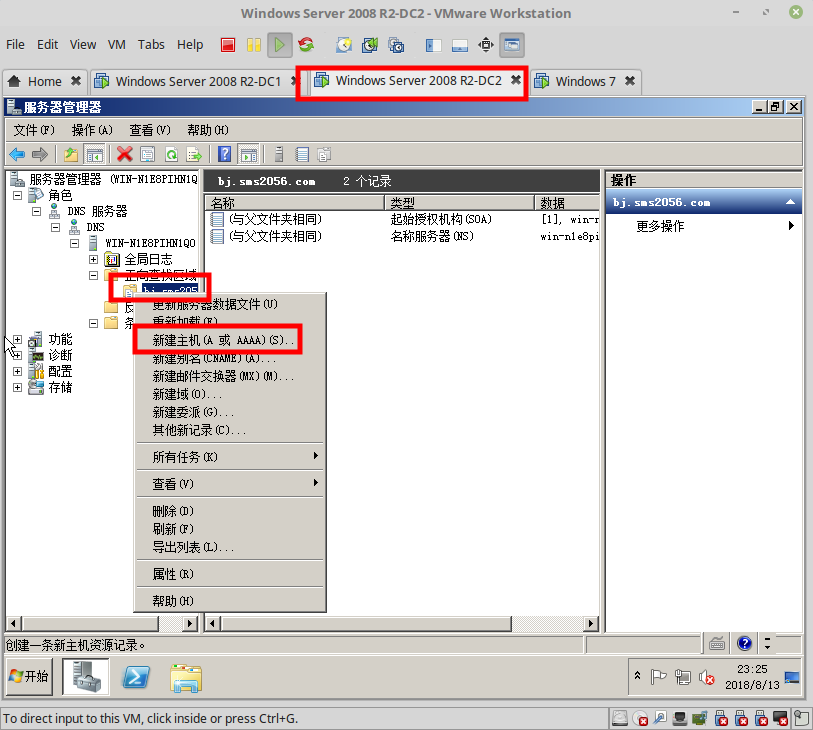 Windows Server 2008 R2-DC2 - VMware Workstation
File Edit View VM Tabs Help
Home Windows Server 2008 R2-DC1 Windows Server 2008 R2-DC2 Windows 7
服务器管理器
文件(F) 操作(A) 查看(V) 帮助(H)
服务器管理器 (WIN-N1E8PIHN1Q
角色
DNS 服务器
DNS
WIN-N1E8PIHN1QO
全局日志
正向查找区域
bj.sms205
条
功能
诊断
配置
存储
bj.sms2056.com 2 个记录
名称 类型 数据
(与父文件夹相同) 起始授权机构(SOA) [1], win-n
(与父文件夹相同) 名称服务器(NS) win-n1e8pi
操作
bj.sms2056.com
更多操作
更新服务器数据文件(U)
重新加载(E)
新建主机(A 或 AAAA)(S)..
新建别名(CNAME)(A)...
新建邮件交换器(MX)(M)...
新建域(O)...
新建委派(G)...
其他新记录(C)...
所有任务(K)
查看(V)
删除(D)
刷新(F)
导出列表(L)...
属性(R)
帮助(H)
创建一条新主机资源记录。
开始
23:25
2018/8/13
To direct input to this VM, click inside or press Ctrl+G.